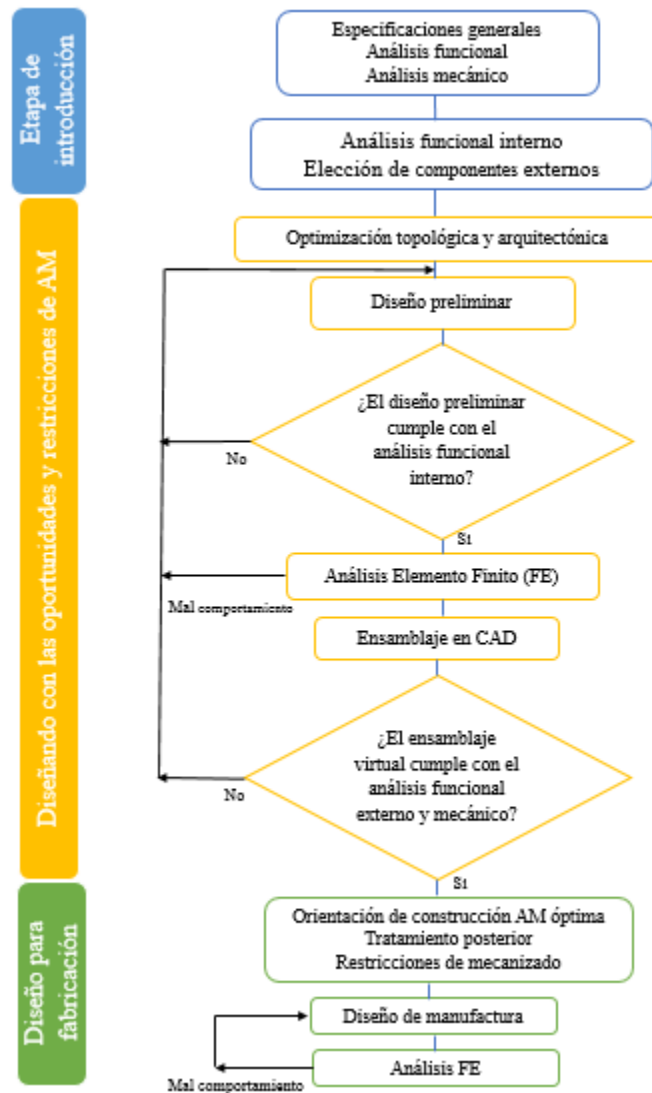 Etapa de
introducción
Especificaciones generales
Análisis funcional
Análisis mecánico
Análisis funcional interno
Elección de componentes externos
Diseñando con las oportunidades y restricciones de AM
Optimización topológica y arquitectónica
Diseño preliminar
¿El diseño preliminar
cumple con el
análisis funcional
interno?
No
Si
Análisis Elemento Finito (FE)
Mal comportamiento
Ensamblaje en CAD
¿El ensamblaje
virtual cumple con el
análisis funcional
externo y mecánico?
No
Si
Diseño para
fabricación
Orientación de construcción AM óptima
Tratamiento posterior
Restricciones de mecanizado
Diseño de manufactura
Análisis FE
Mal comportamiento